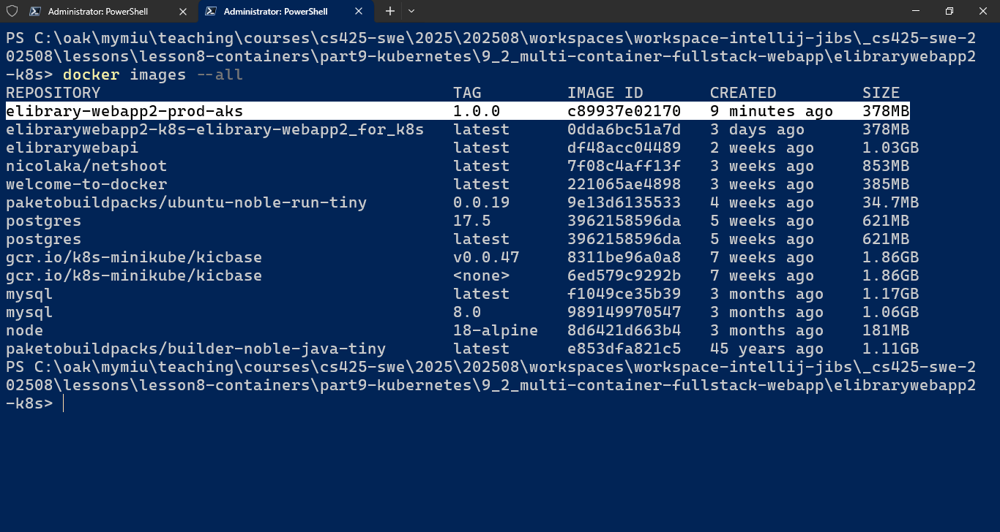 Administrator: PowerShell
Administrator: PowerShell
PS C:\oak\mymiu\teaching\courses\cs425-swe\2025\202508\workspaces\workspace-intellij-jibs\_cs425-swe-2
02508\lessons\lesson8-containers\part9-kubernetes\9_2_multi-container-fullstack-webapp\elibrarywebapp2
-k8s> docker images --all
REPOSITORY TAG IMAGE ID CREATED SIZE
elibrary-webapp2-prod-aks 1.0.0 c89937e02170 9 minutes ago 378MB
elibrarywebapp2-k8s-elibrary-webapp2_for_k8s latest 0dda6bc51a7d 3 days ago 378MB
elibrarywebapi latest df48acc04489 2 weeks ago 1.03GB
nicolaka/netshoot latest 7f08c4aff13f 3 weeks ago 853MB
welcome-to-docker latest 221065ae4898 3 weeks ago 385MB
paketobuildpacks/ubuntu-noble-run-tiny 0.0.19 9e13d6135533 4 weeks ago 34.7MB
postgres 17.5 3962158596da 5 weeks ago 621MB
postgres latest 3962158596da 5 weeks ago 621MB
gcr.io/k8s-minikube/kicbase v0.0.47 8311be96a0a8 7 weeks ago 1.86GB
gcr.io/k8s-minikube/kicbase <none> 6ed579c9292b 7 weeks ago 1.86GB
mysql latest f1049ce35b39 3 months ago 1.17GB
mysql 8.0 989149970547 3 months ago 1.06GB
node 18-alpine 8d6421d663b4 3 months ago 181MB
paketobuildpacks/builder-noble-java-tiny latest e853dfa821c5 45 years ago 1.11GB
PS C:\oak\mymiu\teaching\courses\cs425-swe\2025\202508\workspaces\workspace-intellij-jibs\_cs425-swe-2
02508\lessons\lesson8-containers\part9-kubernetes\9_2_multi-container-fullstack-webapp\elibrarywebapp2
-k8s>